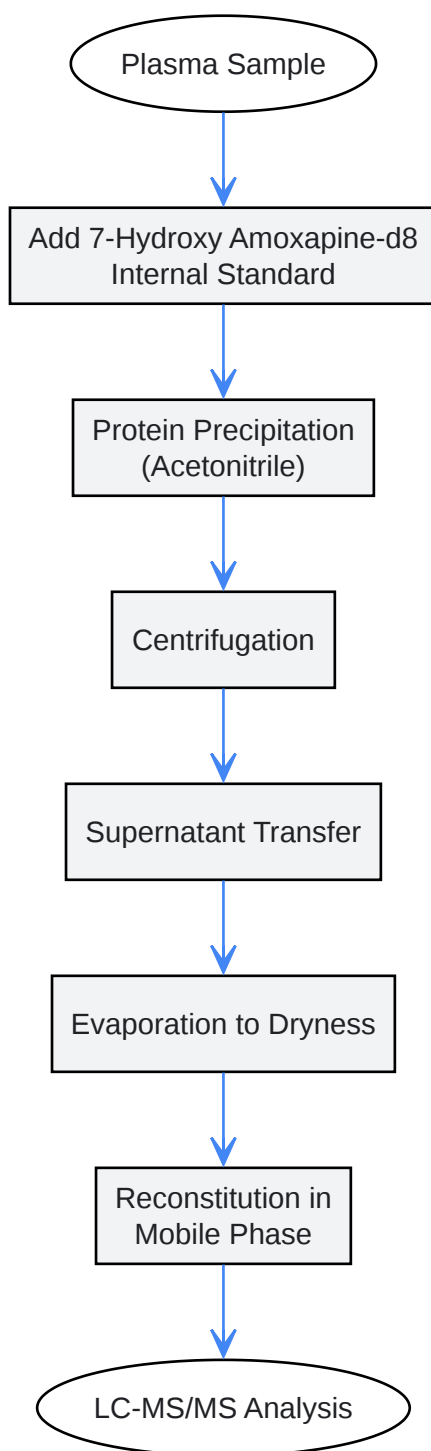 Plasma Sample
Add 7-Hydroxy Amoxapine-d8
Internal Standard
Protein Precipitation
(Acetonitrile)
Centrifugation
Supernatant Transfer
Evaporation to Dryness
Reconstitution in
Mobile Phase
LC-MS/MS Analysis